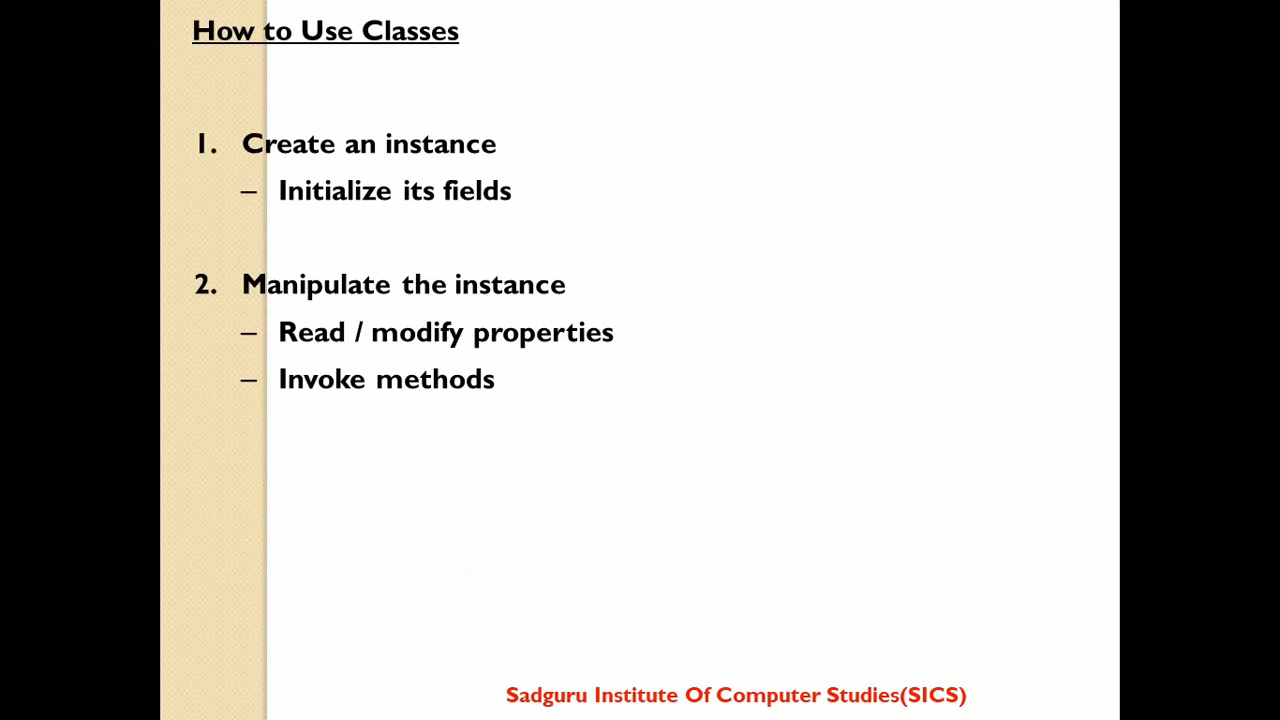 How to Use Classes
1. Create an instance
– Initialize its fields
2. Manipulate the instance
– Read / modify properties
– Invoke methods
Sadguru Institute Of Computer Studies(SICS)